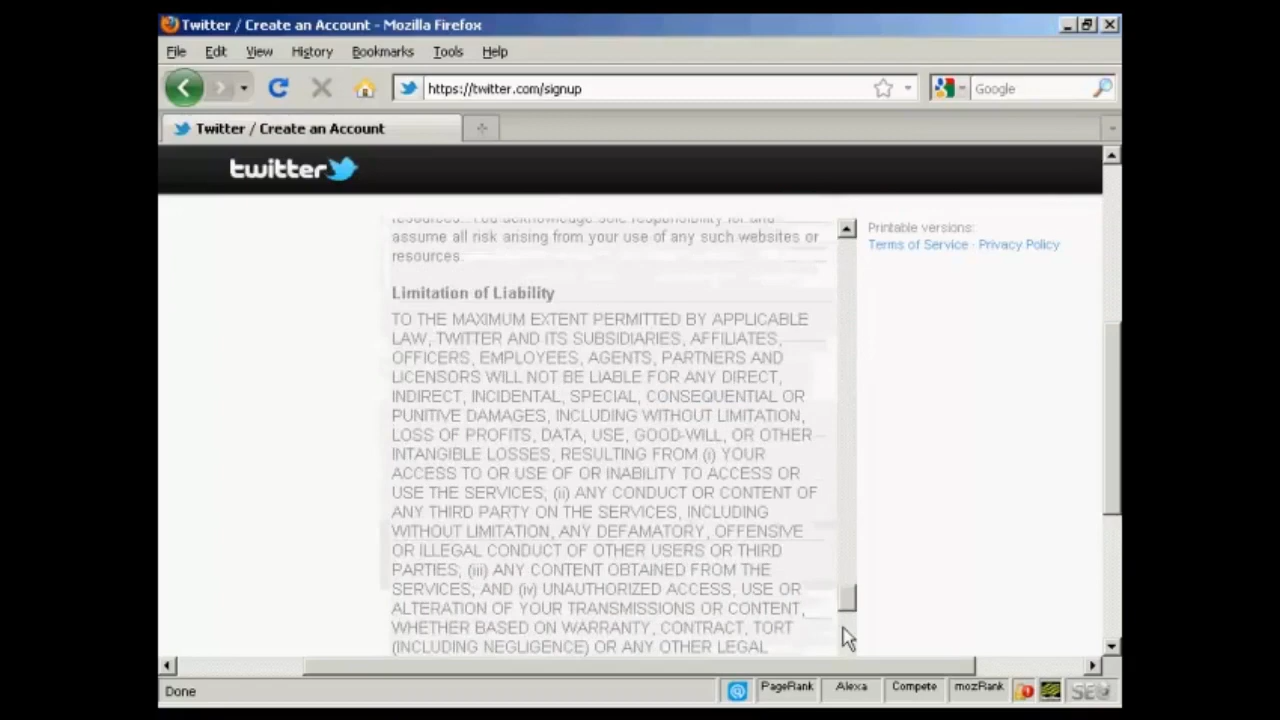 Twitter / Create an Account - Mozilla Firefox
File Edit View History Bookmarks Tools Help
https://twitter.com/signup
Google
Twitter / Create an Account
twitter
resources. You acknowledge sole responsibility for and
assume all risk arising from your use of any such websites or
resources.
Printable versions:
Terms of Service · Privacy Policy
Limitation of Liability
TO THE MAXIMUM EXTENT PERMITTED BY APPLICABLE
LAW, TWITTER AND ITS SUBSIDIARIES, AFFILIATES,
OFFICERS, EMPLOYEES, AGENTS, PARTNERS AND
LICENSORS WILL NOT BE LIABLE FOR ANY DIRECT,
INDIRECT, INCIDENTAL, SPECIAL, CONSEQUENTIAL OR
PUNITIVE DAMAGES, INCLUDING WITHOUT LIMITATION,
LOSS OF PROFITS, DATA, USE, GOOD-WILL, OR OTHER
INTANGIBLE LOSSES, RESULTING FROM (i) YOUR
ACCESS TO OR USE OF OR INABILITY TO ACCESS OR
USE THE SERVICES; (ii) ANY CONDUCT OR CONTENT OF
ANY THIRD PARTY ON THE SERVICES, INCLUDING
WITHOUT LIMITATION, ANY DEFAMATORY, OFFENSIVE
OR ILLEGAL CONDUCT OF OTHER USERS OR THIRD
PARTIES; (iii) ANY CONTENT OBTAINED FROM THE
SERVICES; AND (iv) UNAUTHORIZED ACCESS, USE OR
ALTERATION OF YOUR TRANSMISSIONS OR CONTENT,
WHETHER BASED ON WARRANTY, CONTRACT, TORT
(INCLUDING NEGLIGENCE) OR ANY OTHER LEGAL
Done
PageRank Alexa Compete mozRank SEO